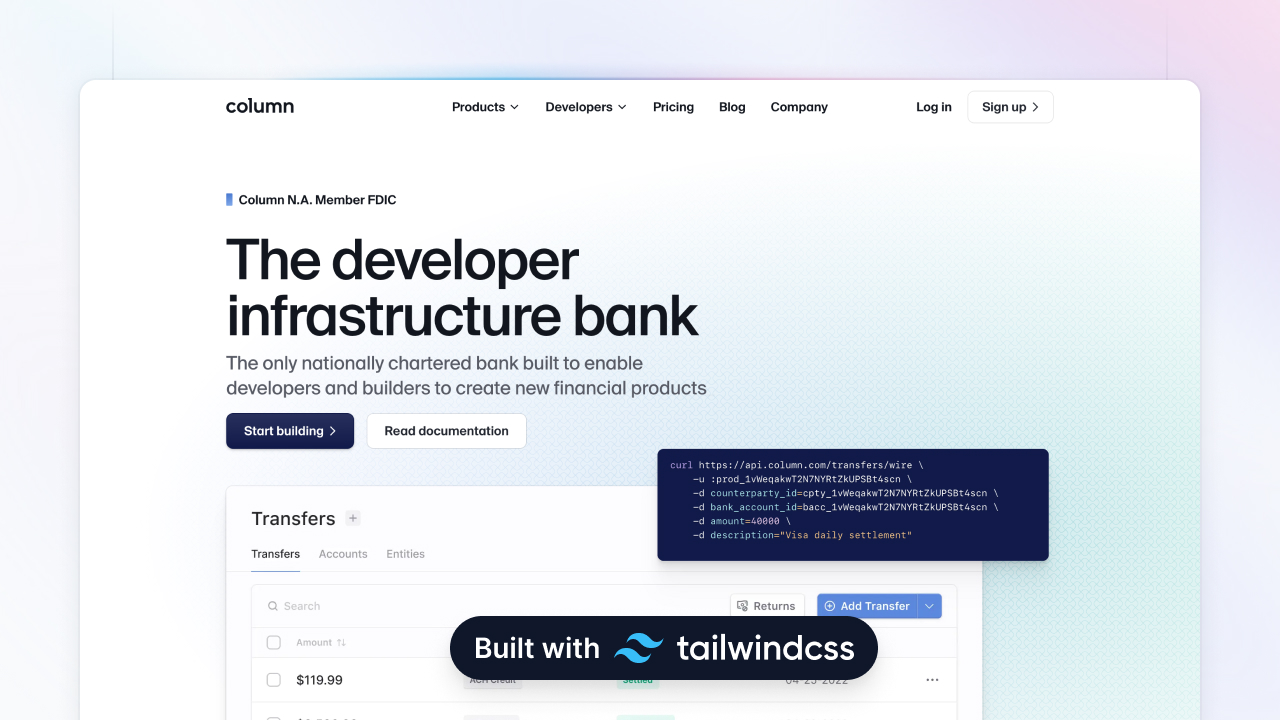 column
Products
Developers
Pricing
Blog
Company
Log in
Sign up
Column N.A. Member FDIC
The developer
infrastructure bank
The only nationally chartered bank built to enable
developers and builders to create new financial products
Start building
Read documentation
curl https://api.column.com/transfers/wire \
—u :prod_1vWeqakwT2N7NYRtZkUPSBt4scn \
—d counterparty_id=cpty_1vWeqakwT2N7NYRtZkUPSBt4scn \
—d bank_account_id=bacc_1vWeqakwT2N7NYRtZkUPSBt4scn \
—d amount=40000 \
—d description="Visa daily settlement"
Transfers +
Transfers
Accounts
Entities
Search
Returns
Add Transfer
Amount
Built with tailwindcss
$119.99
ACH Credit
Settled
04-25-2022